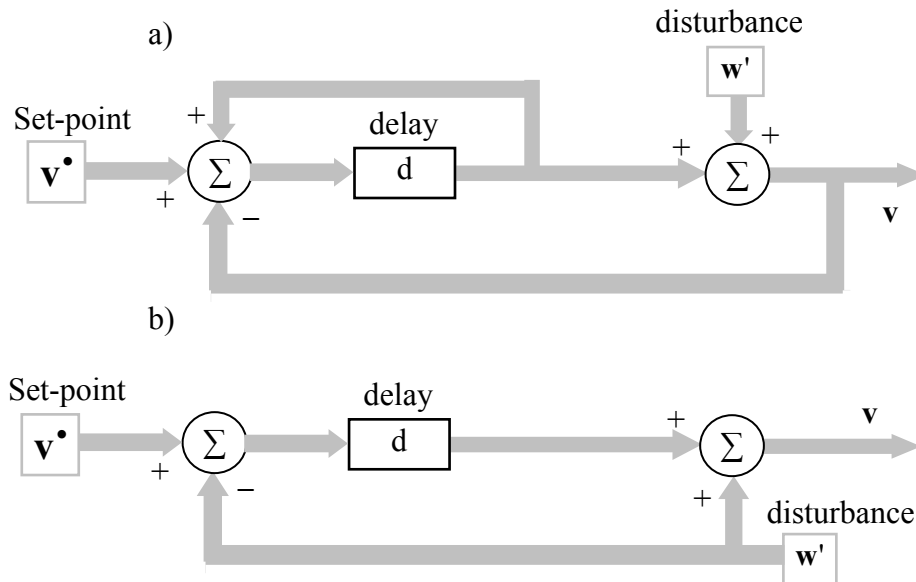 a)
disturbance
w'
+
delay
+
+
Set-point
v•
Σ
d
Σ
+
−
v
b)
Set-point
delay
v
v•
Σ
d
+
Σ
+
−
+
disturbance
w'